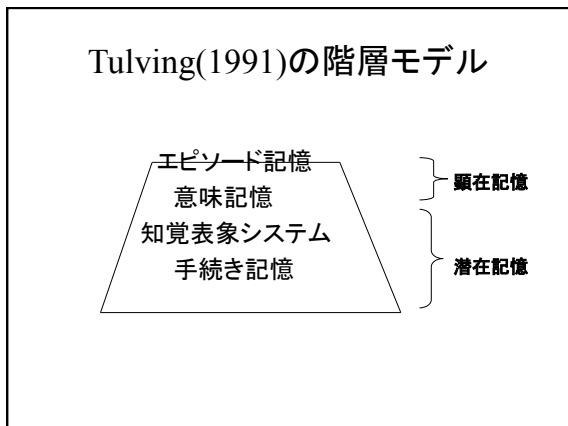 Tulving(1991)の階層モデル
エピソード記憶
顕在記憶
意味記憶
知覚表象システム
手続き記憶
潜在記憶